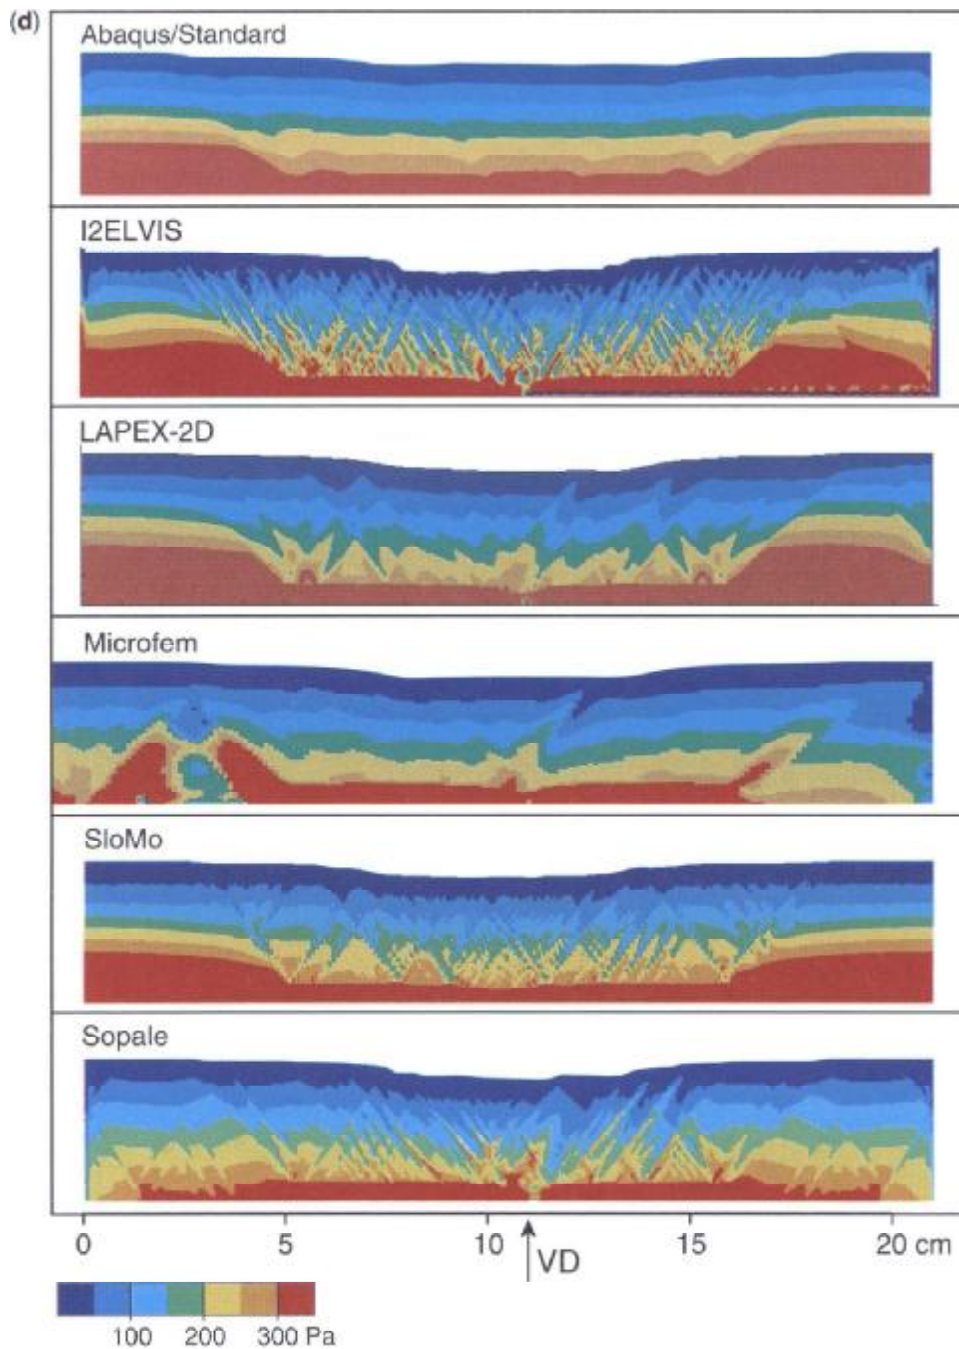 (d)
Abaqus/Standard
I2ELVIS
LAPEX-2D
Microfem
SloMo
Sopale
0 5 10 15 20 cm
VD
100 200 300 Pa